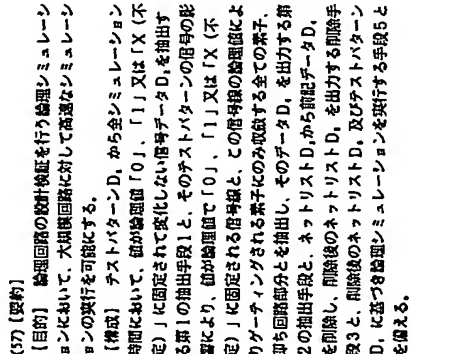 (57)【要約】
【目的】 論理回路の設計検証を行う論理シミュレーシ
ョンにおいて、大規模回路に対して高速なシミュレーシ
ョンの実行を可能にする。
【構成】 テストパターンD,から全シミュレーション
時間において、値が論理値「0」、「1」又は「X(不
定)」に固定されて変化しない信号データD,を抽出す
る第1の抽出手段1と、そのテストパターンの信号の影
響により、値が論理値で「0」、「1」又は「X(不
定)」に固定される信号線と、この信号線の論理値によ
りゲーティングされる素子にのみ収斂する全ての素子、
即ち回路部分とを抽出し、そのデータD,を出力する第
2の抽出手段と、ネットリストD,から前記データD,
を削除し、削除後のネットリストD,を出力する削除手
段3と、削除後のネットリストD,及びテストパターン
D,に基づき論理シミュレーションを実行する手段5と
を備える。